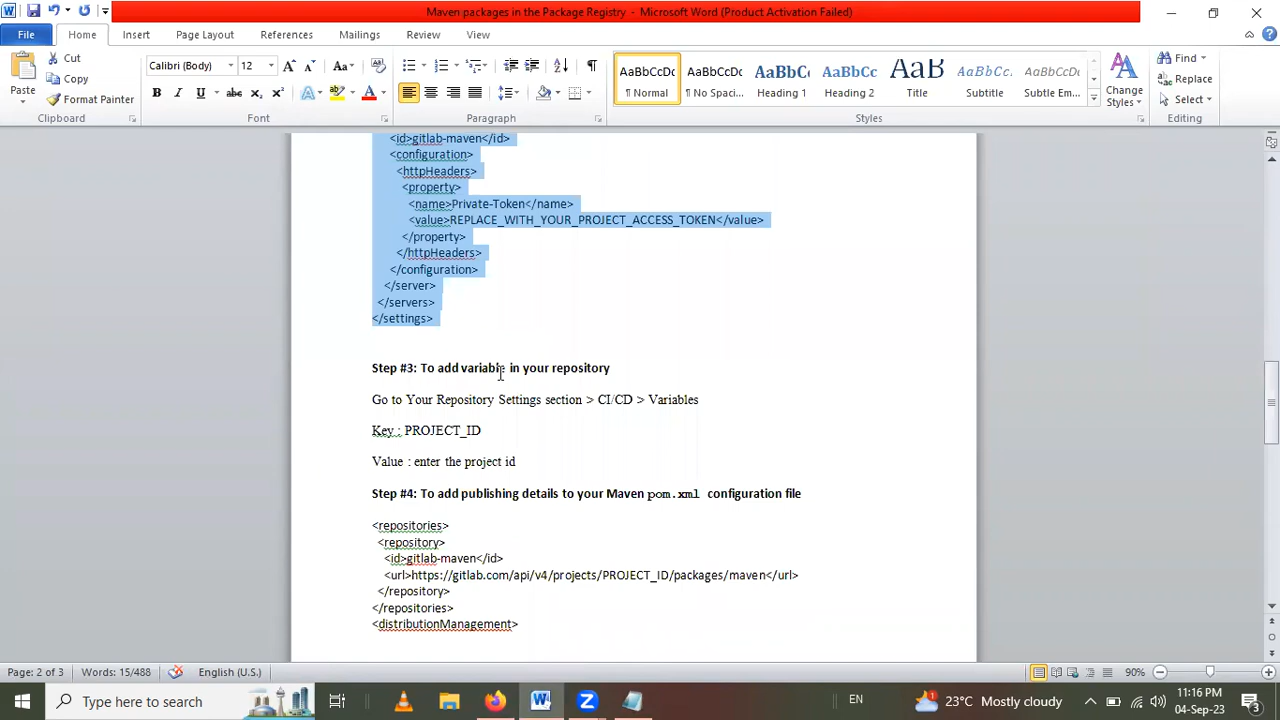 Maven packages in the Package Registry - Microsoft Word (Product Activation Failed)
File
Home
Insert
Page Layout
References
Mailings
Review
View
Paste
Cut
Copy
Format Painter
Clipboard
Calibri (Body)
12
Font
Paragraph
AaBbCcDc
¶ Normal
AaBbCcDc
¶ No Spaci...
AaBbCc
Heading 1
AaBbCc
Heading 2
AaB
Title
AaBbCcL
Subtitle
AaBbCcDc
Subtle Em...
Change Styles
Styles
Find
Replace
Select
Editing
<id>gitlab-maven</id>
<configuration>
<httpHeaders>
<property>
<name>Private-Token</name>
<value>REPLACE_WITH_YOUR_PROJECT_ACCESS_TOKEN</value>
</property>
</httpHeaders>
</configuration>
</server>
</servers>
</settings>
Step #3: To add variable in your repository
Go to Your Repository Settings section > CI/CD > Variables
Key : PROJECT_ID
Value : enter the project id
Step #4: To add publishing details to your Maven pom.xml configuration file
<repositories>
<repository>
<id>gitlab-maven</id>
<url>https://gitlab.com/api/v4/projects/PROJECT_ID/packages/maven</url>
</repository>
</repositories>
<distributionManagement>
Page: 2 of 3
Words: 15/488
English (U.S.)
90%
Type here to search
EN
23°C Mostly cloudy
11:16 PM
04-Sep-23
3